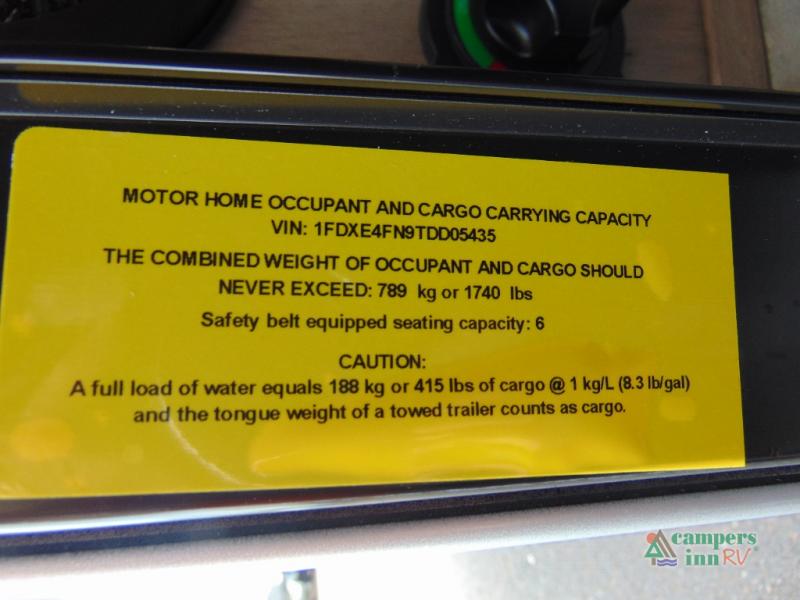 MOTOR HOME OCCUPANT AND CARGO CARRYING CAPACITY
VIN: 1FDXE4FN9TDD05435
THE COMBINED WEIGHT OF OCCUPANT AND CARGO SHOULD
NEVER EXCEED: 789 kg or 1740 lbs
Safety belt equipped seating capacity: 6
CAUTION:
A full load of water equals 188 kg or 415 lbs of cargo @ 1 kg/L (8.3 lb/gal)
and the tongue weight of a towed trailer counts as cargo.
campers
inn RV